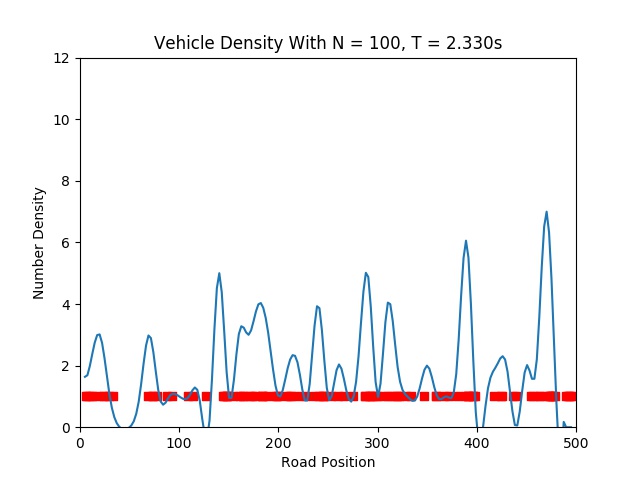 Vehicle Density With N = 100, T = 2.330s
12
10
8
6
4
2
0
Number Density
0 100 200 300 400 500
Road Position